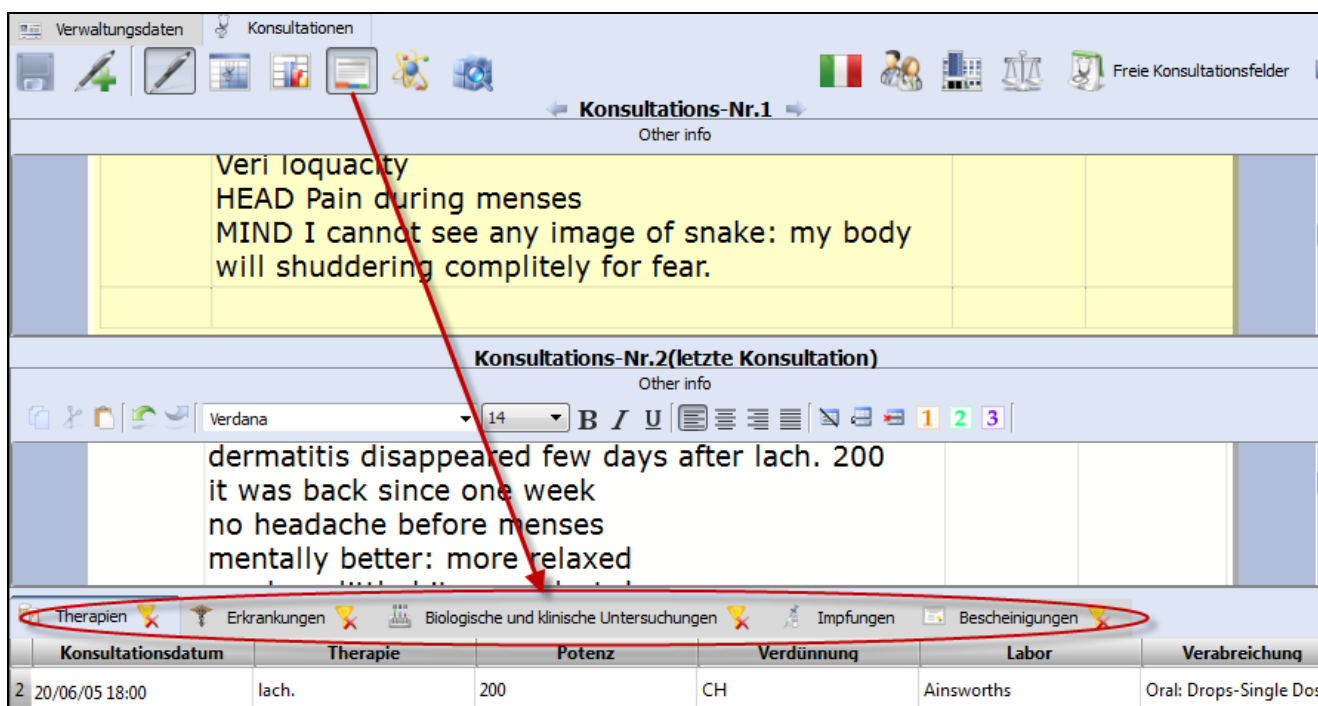 Verwaltungsdaten Konsultationen
Freie Konsultationsfelder
Konsultations-Nr.1
Other info
Veri loquacity
HEAD Pain during menses
MIND I cannot see any image of snake: my body
will shuddering complitely for fear.
Konsultations-Nr.2(letzte Konsultation)
Other info
Verdana 14 B I U 1 2 3
dermatitis disappeared few days after lach. 200
it was back since one week
no headache before menses
mentally better: more relaxed
Therapien Erkrankungen Biologische und klinische Untersuchungen Impfungen Bescheinigungen
Konsultationsdatum Therapie Potenz Verdünnung Labor Verabreichung
2 20/06/05 18:00 lach. 200 CH Ainsworths Oral: Drops-Single Dos